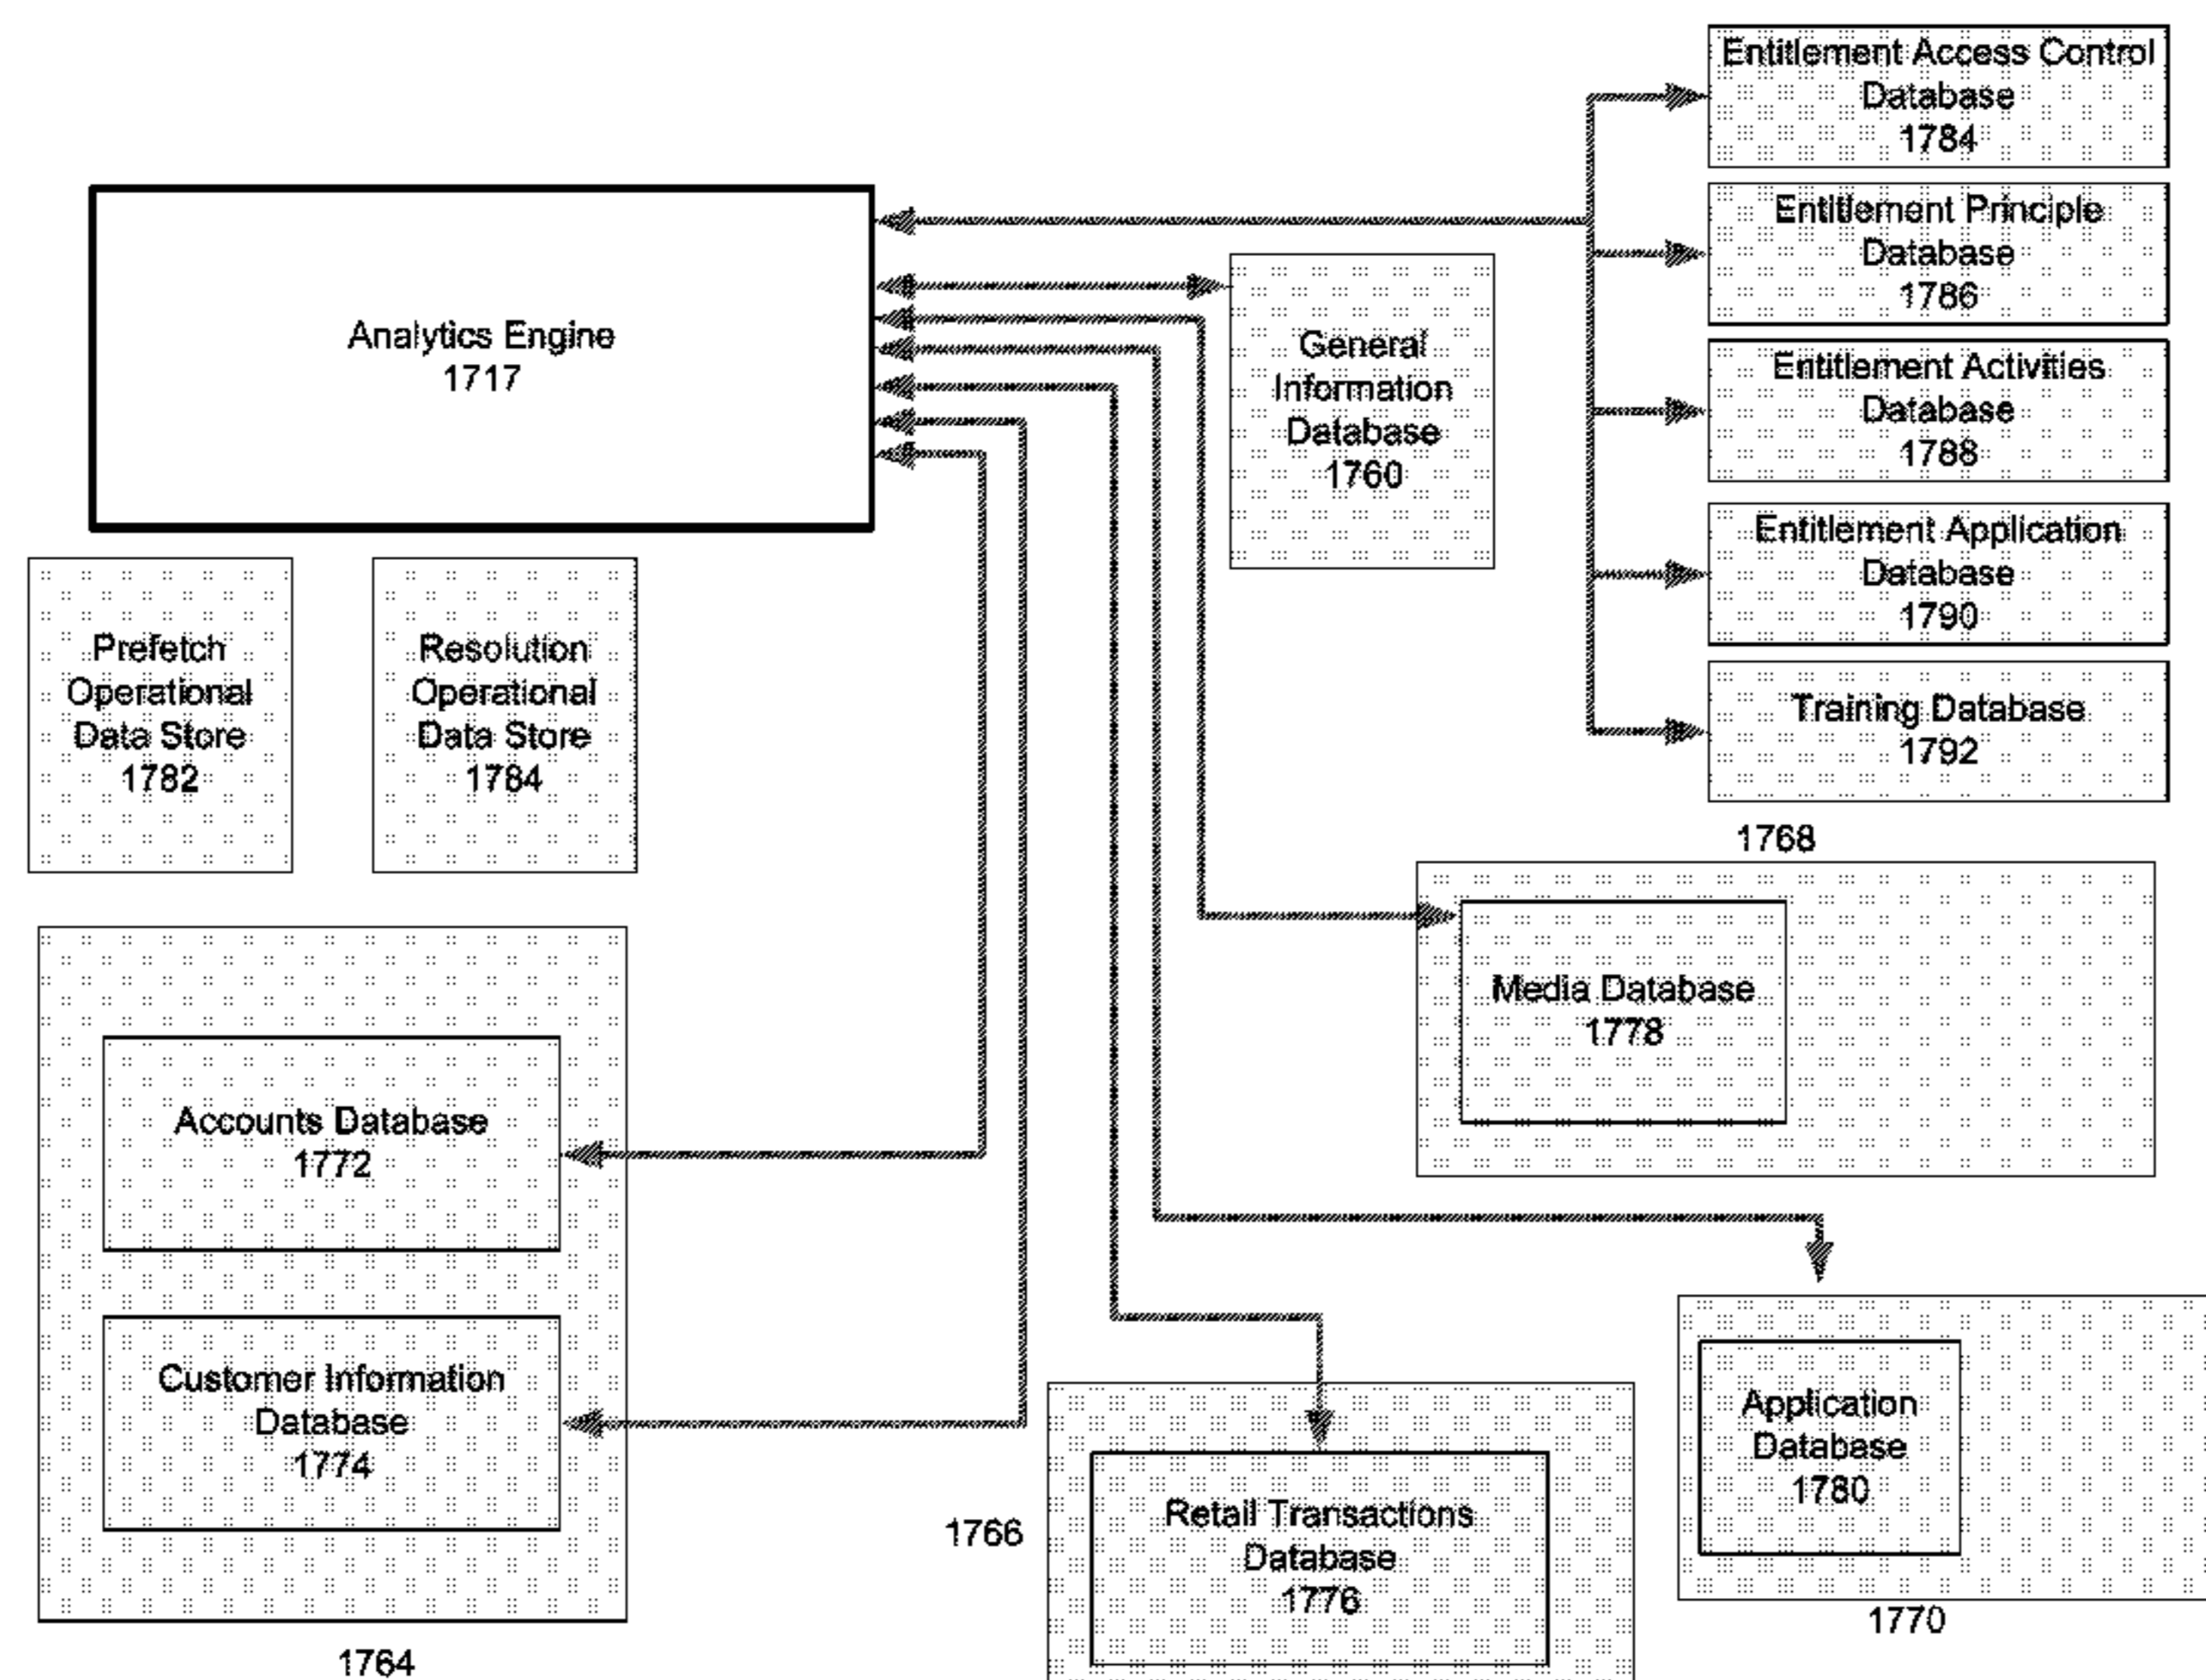 Entitlement Access Control
Database
1784
Entitlement Principle
Database
1786
Analytics Engine
1717
General
Information
Database
1760
Entitlement Activities
Database
1788
Entitlement Application
Database
1790
Prefetch
Operational
Data Store
1782
Resolution
Operational
Data Store
1784
Training Database
1792
1768
Media Database
1778
Accounts Database
1772
Customer Information
Database
1774
1764
1766
Retail Transactions
Database
1776
Application
Database
1780
1770